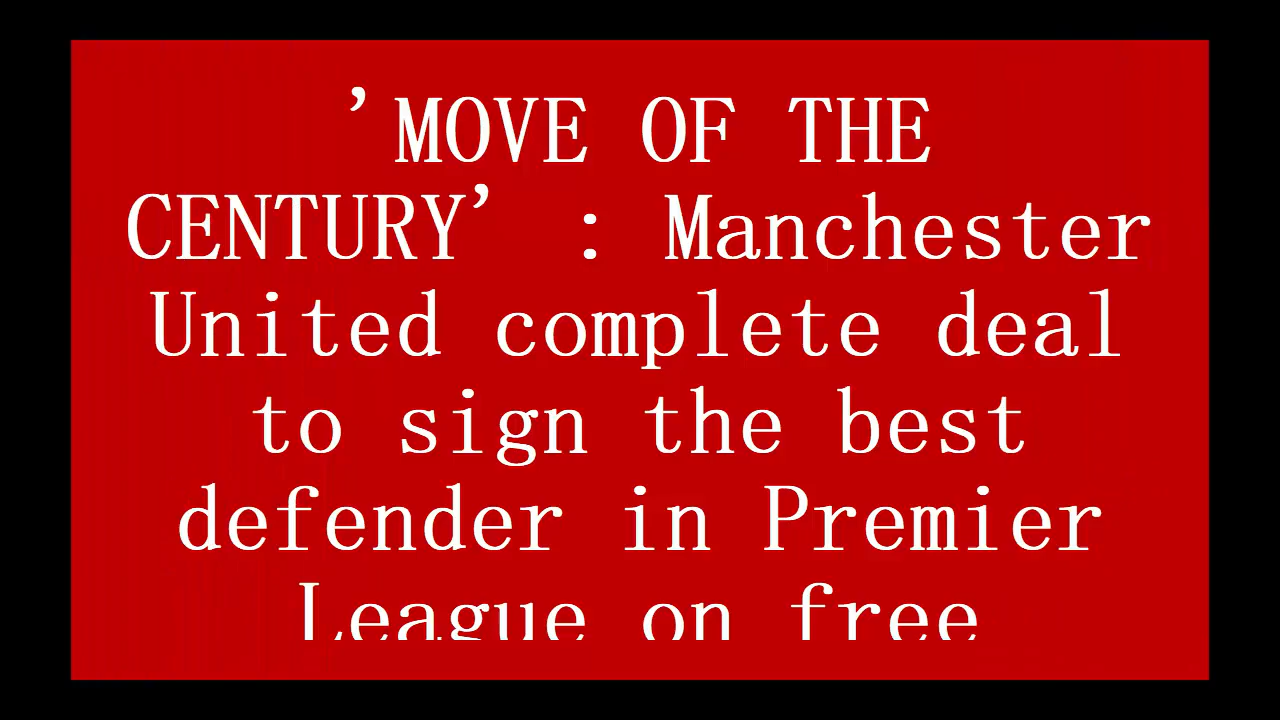 ’MOVE OF THE
CENTURY’ : Manchester
United complete deal
to sign the best
defender in Premier
League on free